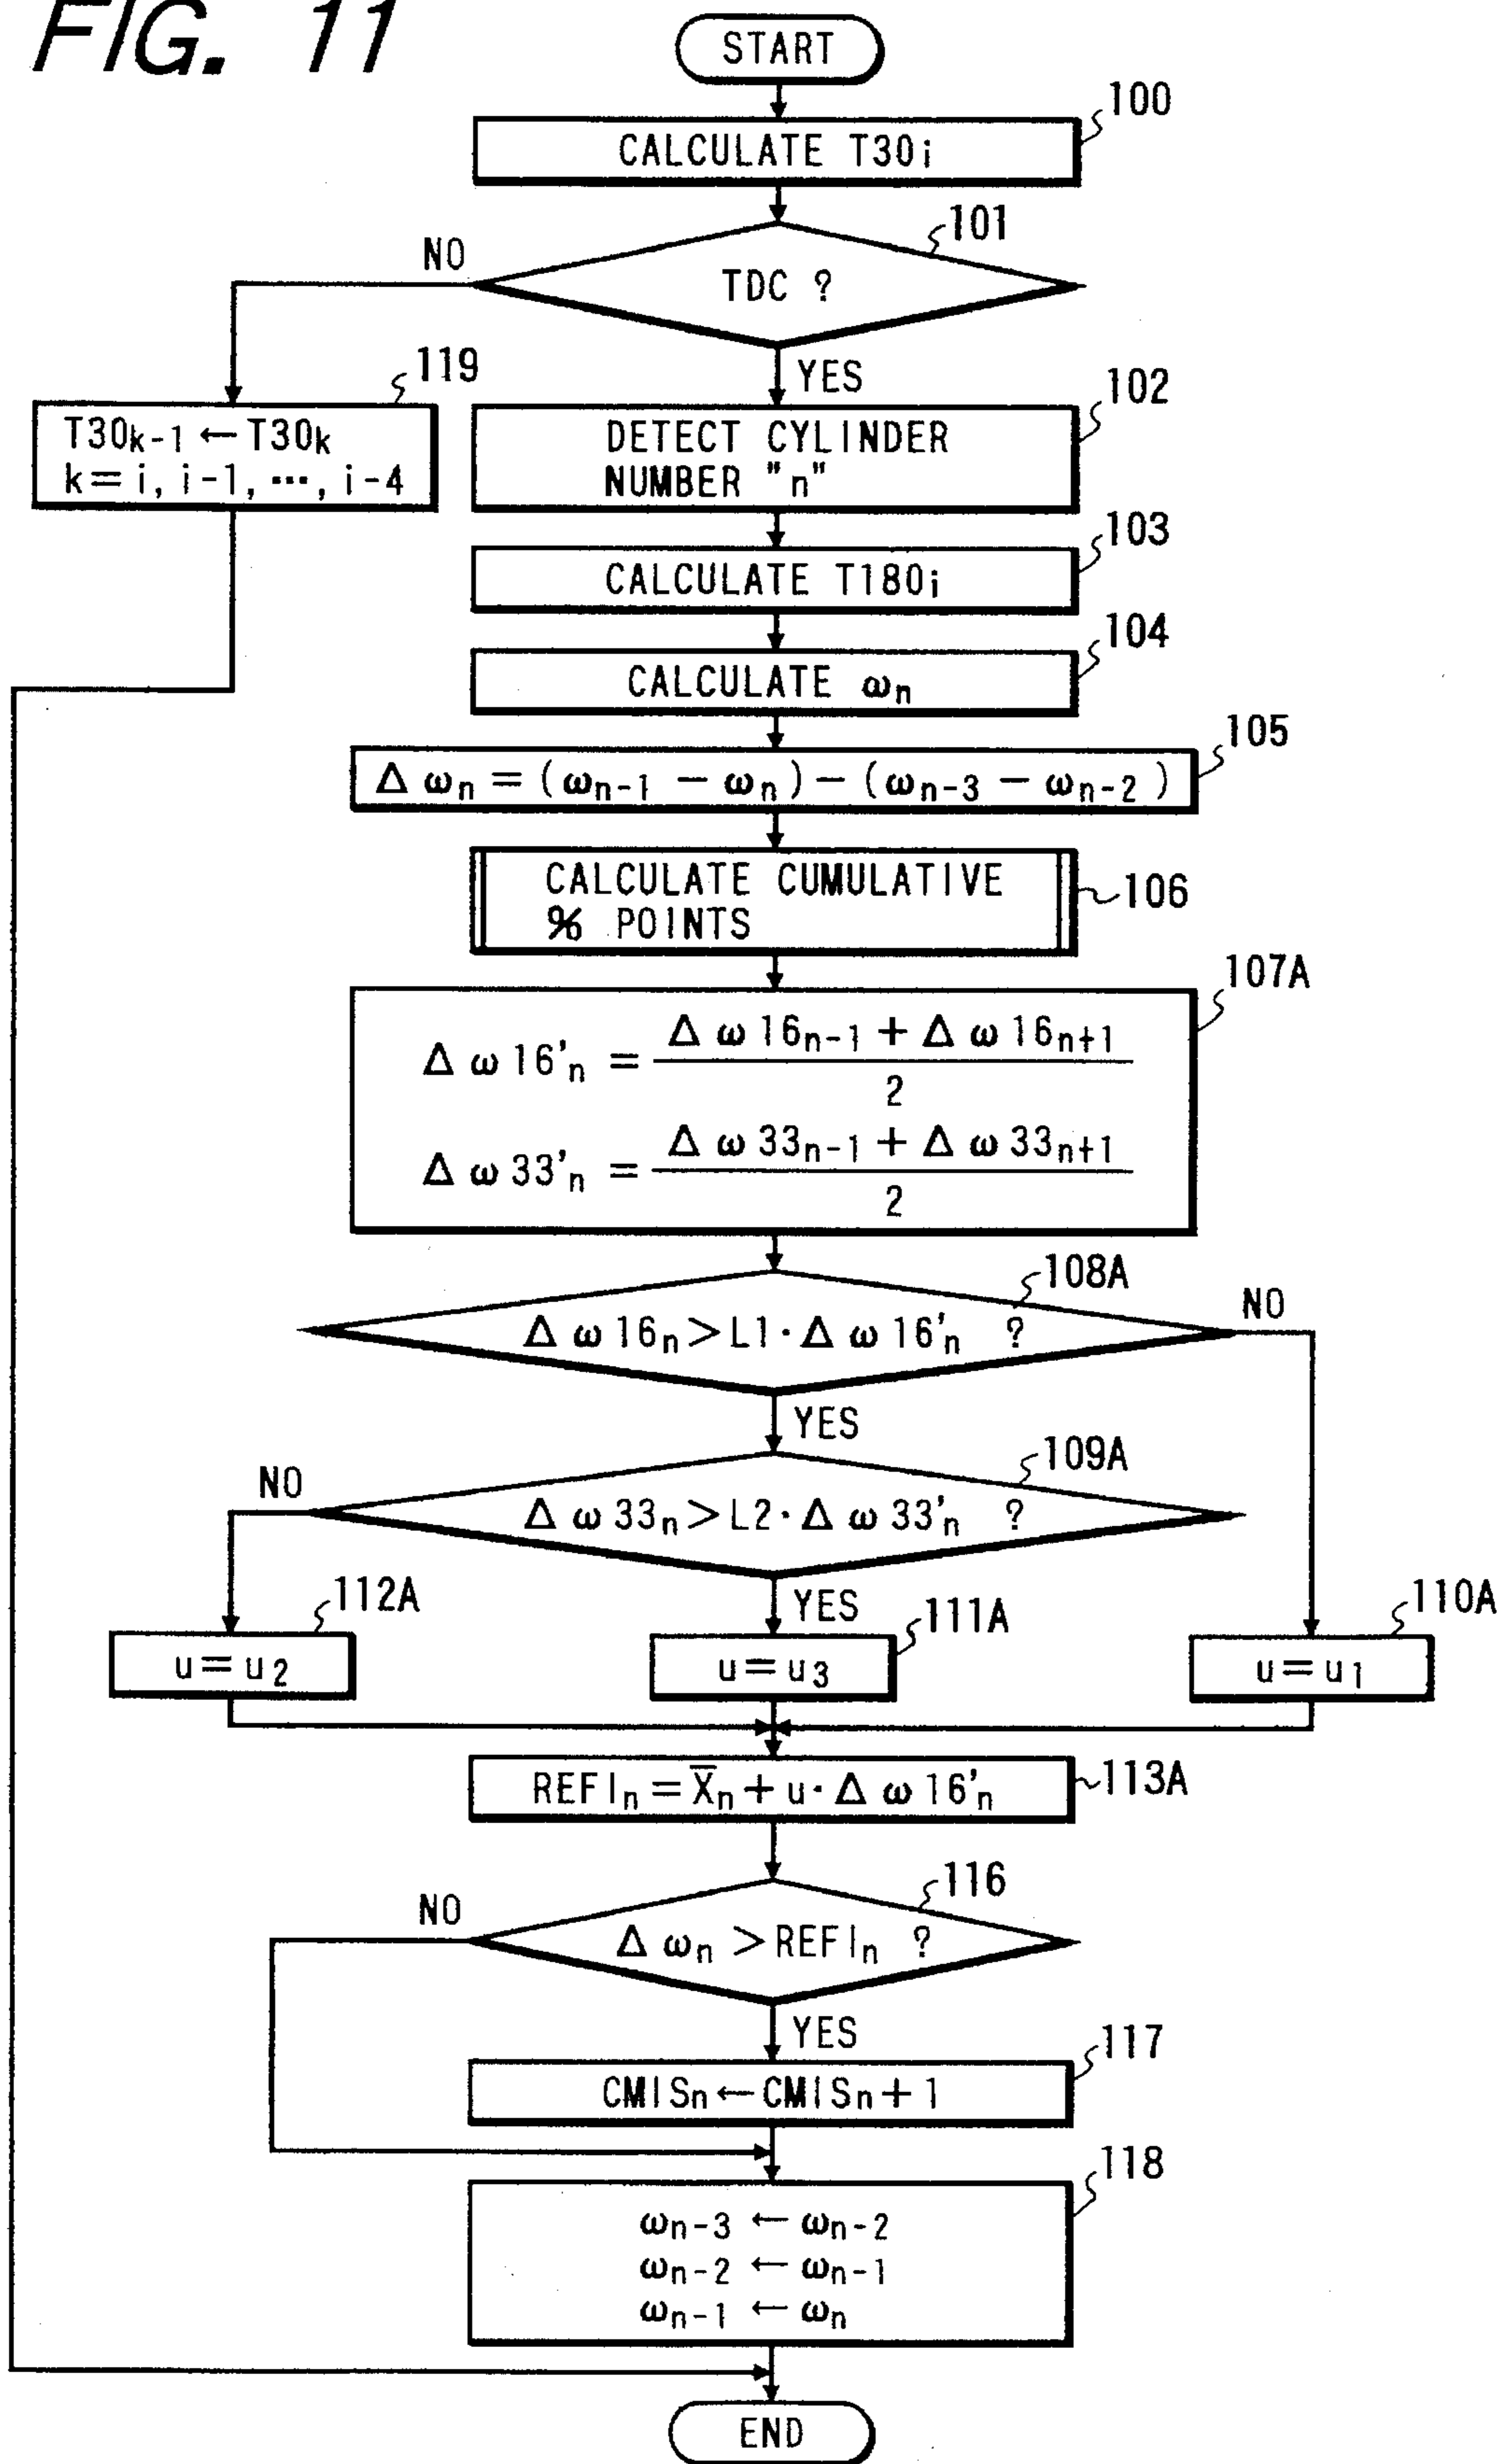 FIG. 11
START
100
CALCULATE T30i
101
TDC ?
NO
YES
119
T30k-1 ← T30k
k = i, i-1, ···, i-4
102
DETECT CYLINDER
NUMBER "n"
103
CALCULATE T180i
104
CALCULATE ωn
105
Δωn = (ωn-1 − ωn) − (ωn-3 − ωn-2)
106
CALCULATE CUMULATIVE
% POINTS
107A
Δω16'n = (Δω16n-1 + Δω16n+1) / 2
Δω33'n = (Δω33n-1 + Δω33n+1) / 2
108A
Δω16n > L1·Δω16'n ?
NO
YES
109A
Δω33n > L2·Δω33'n ?
NO
YES
112A
u = u2
111A
u = u3
110A
u = u1
113A
REFIn = X̄n + u·Δω16'n
116
Δωn > REFIn ?
NO
YES
117
CMISn ← CMISn + 1
118
ωn-3 ← ωn-2
ωn-2 ← ωn-1
ωn-1 ← ωn
END